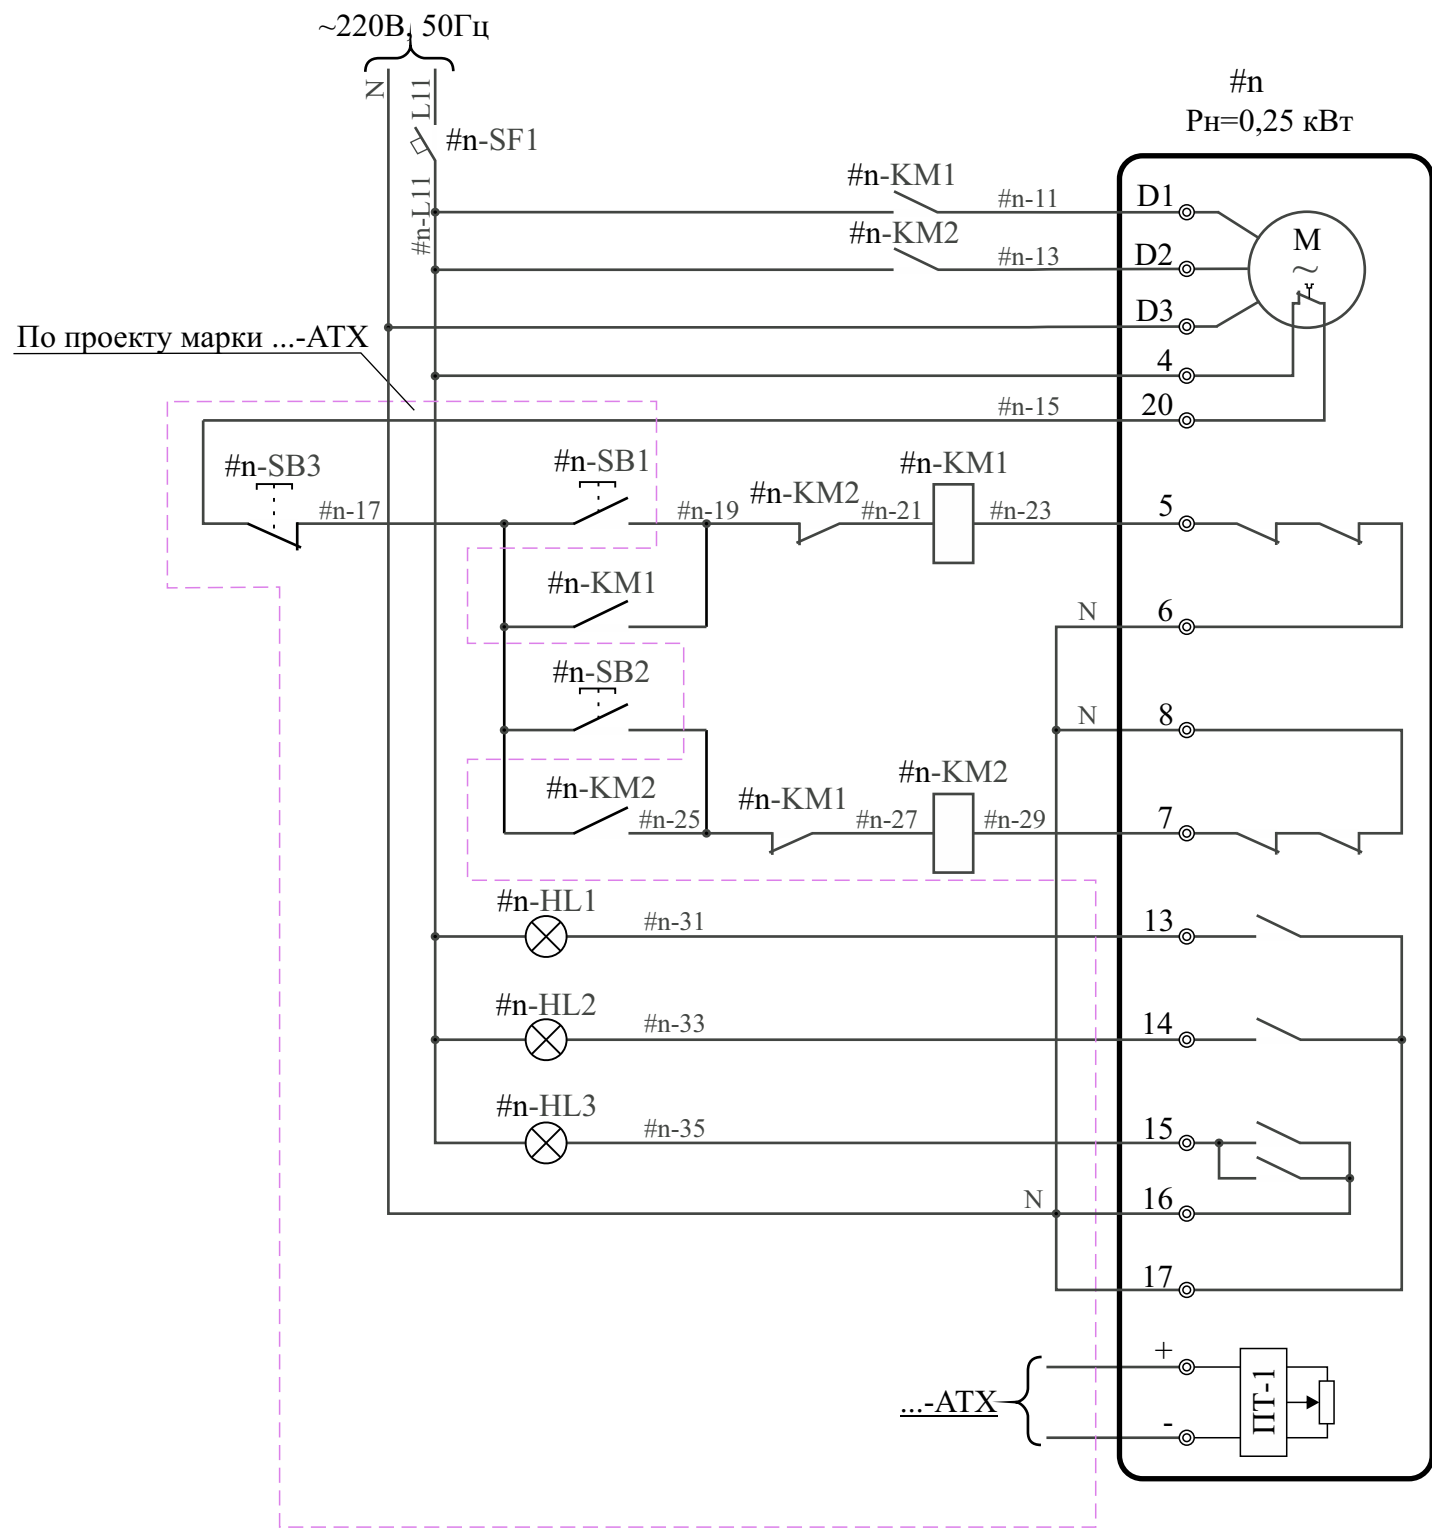 ~220В, 50Гц
N
L11
#n-SF1
#n-L11
#n
Pн=0,25 кВт
#n-KM1
#n-11
D1
#n-KM2
#n-13
D2
M
~
D3
По проекту марки ...-АТХ
4
#n-15
20
#n-SB3
#n-17
#n-SB1
#n-19
#n-KM2
#n-21
#n-KM1
#n-23
5
#n-KM1
N
6
#n-SB2
N
8
#n-KM2
#n-25
#n-KM1
#n-27
#n-KM2
#n-29
7
#n-HL1
#n-31
13
#n-HL2
#n-33
14
#n-HL3
#n-35
15
N
16
17
+
...-АТХ
-
ПТ-1